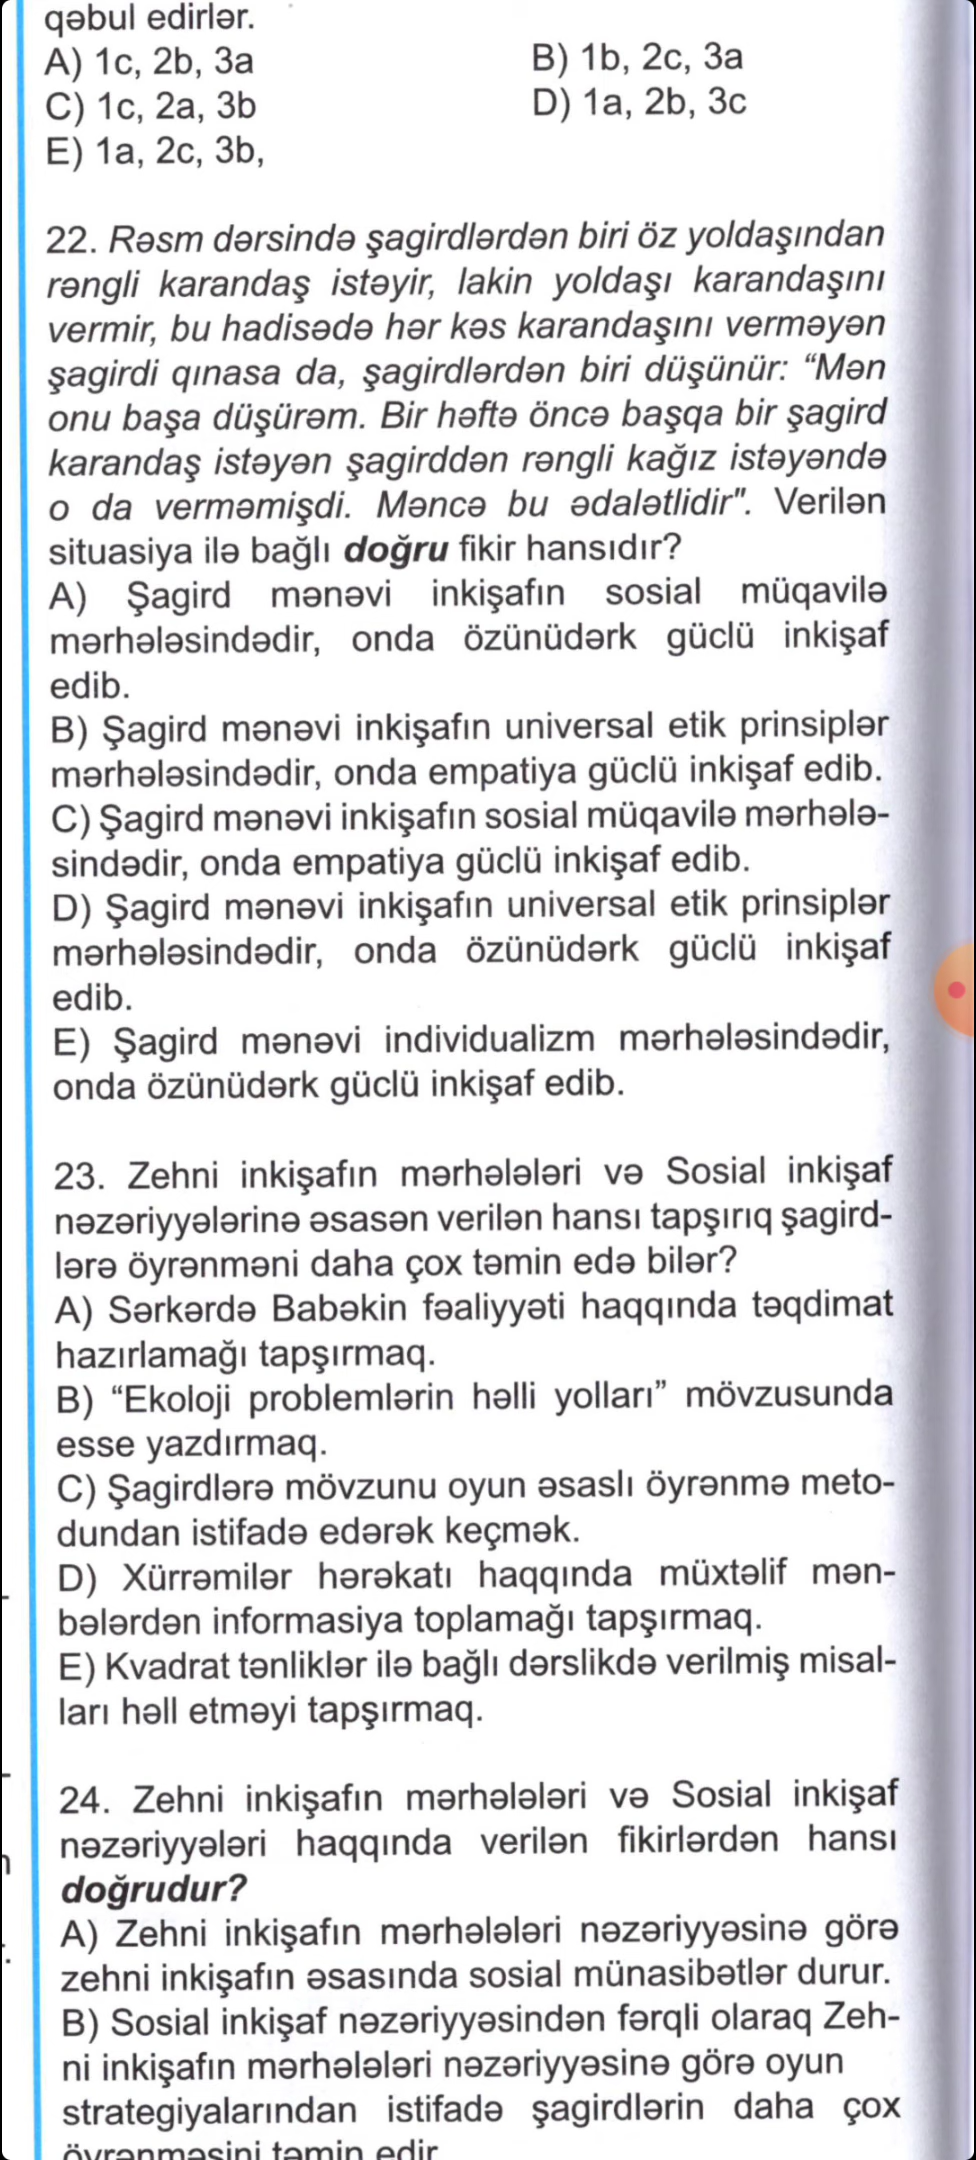 qəbul edirlər.
A) 1c, 2b, 3a
B) 1b, 2c, 3a
C) 1c, 2a, 3b
D) 1a, 2b, 3c
E) 1a, 2c, 3b,
22. Rəsm dərsində şagirdlərdən biri öz yoldaşından
rəngli karandaş istəyir, lakin yoldaşı karandaşını
vermir, bu hadisədə hər kəs karandaşını verməyən
şagirdi qınasa da, şagirdlərdən biri düşünür: “Mən
onu başa düşürəm. Bir həftə öncə başqa bir şagird
karandaş istəyən şagirddən rəngli kağız istəyəndə
o da verməmişdi. Məncə bu ədalətlidir". Verilən
situasiya ilə bağlı doğru fikir hansıdır?
A) Şagird mənəvi inkişafın sosial müqavilə
mərhələsindədir, onda özünüdərk güclü inkişaf
edib.
B) Şagird mənəvi inkişafın universal etik prinsiplər
mərhələsindədir, onda empatiya güclü inkişaf edib.
C) Şagird mənəvi inkişafın sosial müqavilə mərhələ-
sindədir, onda empatiya güclü inkişaf edib.
D) Şagird mənəvi inkişafın universal etik prinsiplər
mərhələsindədir, onda özünüdərk güclü inkişaf
edib.
E) Şagird mənəvi individualizm mərhələsindədir,
onda özünüdərk güclü inkişaf edib.
23. Zehni inkişafın mərhələləri və Sosial inkişaf
nəzəriyyələrinə əsasən verilən hansı tapşırıq şagird-
lərə öyrənməni daha çox təmin edə bilər?
A) Sərkərdə Babəkin fəaliyyəti haqqında təqdimat
hazırlamağı tapşırmaq.
B) “Ekoloji problemlərin həlli yolları” mövzusunda
esse yazdırmaq.
C) Şagirdlərə mövzunu oyun əsaslı öyrənmə meto-
dundan istifadə edərək keçmək.
D) Xürrəmilər hərəkatı haqqında müxtəlif mən-
bələrdən informasiya toplamağı tapşırmaq.
E) Kvadrat tənliklər ilə bağlı dərslikdə verilmiş misal-
ları həll etməyi tapşırmaq.
24. Zehni inkişafın mərhələləri və Sosial inkişaf
nəzəriyyələri haqqında verilən fikirlərdən hansı
doğrudur?
A) Zehni inkişafın mərhələləri nəzəriyyəsinə görə
zehni inkişafın əsasında sosial münasibətlər durur.
B) Sosial inkişaf nəzəriyyəsindən fərqli olaraq Zeh-
ni inkişafın mərhələləri nəzəriyyəsinə görə oyun
strategiyalarından istifadə şagirdlərin daha çox
öyrənməsini təmin edir